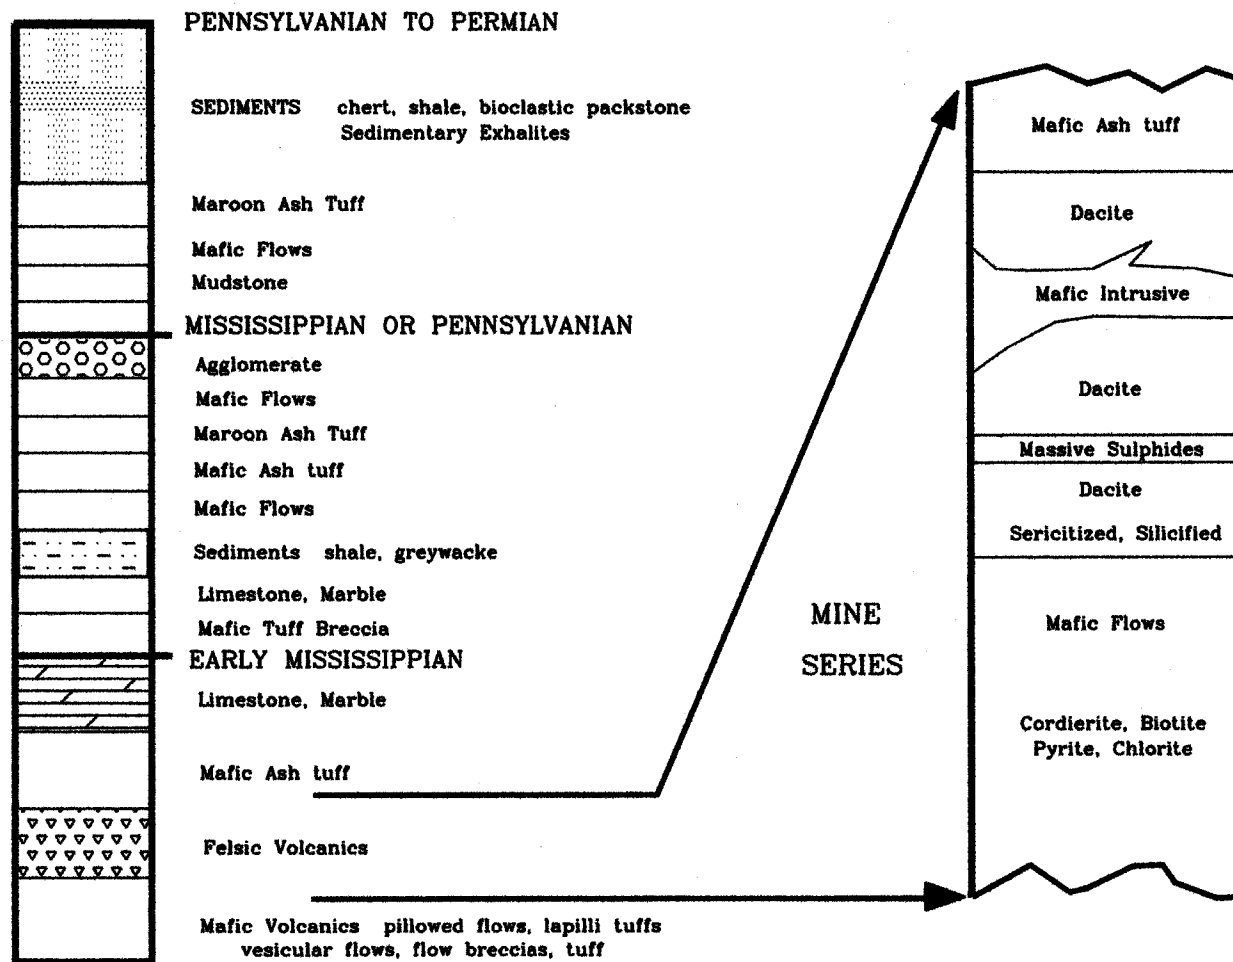 PENNSYLVANIAN TO PERMIAN
SEDIMENTS chert, shale, bioclastic packstone
Sedimentary Exhalites
Maroon Ash Tuff
Mafic Flows
Mudstone
MISSISSIPPIAN OR PENNSYLVANIAN
Agglomerate
Mafic Flows
Maroon Ash Tuff
Mafic Ash tuff
Mafic Flows
Sediments shale, greywacke
Limestone, Marble
Mafic Tuff Breccia
EARLY MISSISSIPPIAN
Limestone, Marble
Mafic Ash tuff
Felsic Volcanics
Mafic Volcanics pillowed flows, lapilli tuffs
vesicular flows, flow breccias, tuff
MINE
SERIES
Mafic Ash tuff
Dacite
Mafic Intrusive
Dacite
Massive Sulphides
Dacite
Sericitized, Silicified
Mafic Flows
Cordierite, Biotite
Pyrite, Chlorite